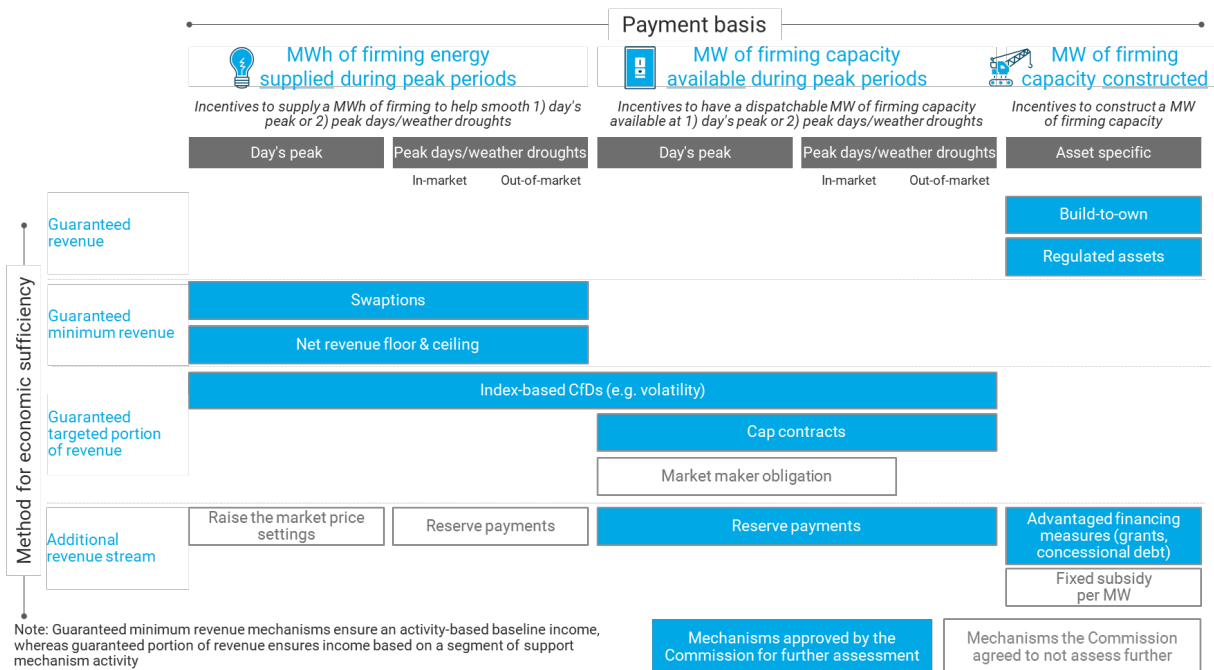 Payment basis
MWh of firming energy
supplied during peak periods
MW of firming capacity
available during peak periods
MW of firming
capacity constructed
Incentives to supply a MWh of firming to help smooth 1) day's
peak or 2) peak days/weather droughts
Incentives to have a dispatchable MW of firming capacity
available at 1) day's peak or 2) peak days/weather droughts
Incentives to construct a MW
of firming capacity
Day's peak
Peak days/weather droughts
Day's peak
Peak days/weather droughts
Asset specific
In-market
Out-of-market
In-market
Out-of-market
Method for economic sufficiency
Guaranteed
revenue
Build-to-own
Regulated assets
Guaranteed
minimum revenue
Swaptions
Net revenue floor & ceiling
Guaranteed
targeted portion
of revenue
Index-based CfDs (e.g. volatility)
Cap contracts
Market maker obligation
Additional
revenue stream
Raise the market price
settings
Reserve payments
Reserve payments
Advantaged financing
measures (grants,
concessional debt)
Fixed subsidy
per MW
Note: Guaranteed minimum revenue mechanisms ensure an activity-based baseline income,
whereas guaranteed portion of revenue ensures income based on a segment of support
mechanism activity
Mechanisms approved by the
Commission for further assessment
Mechanisms the Commission
agreed to not assess further